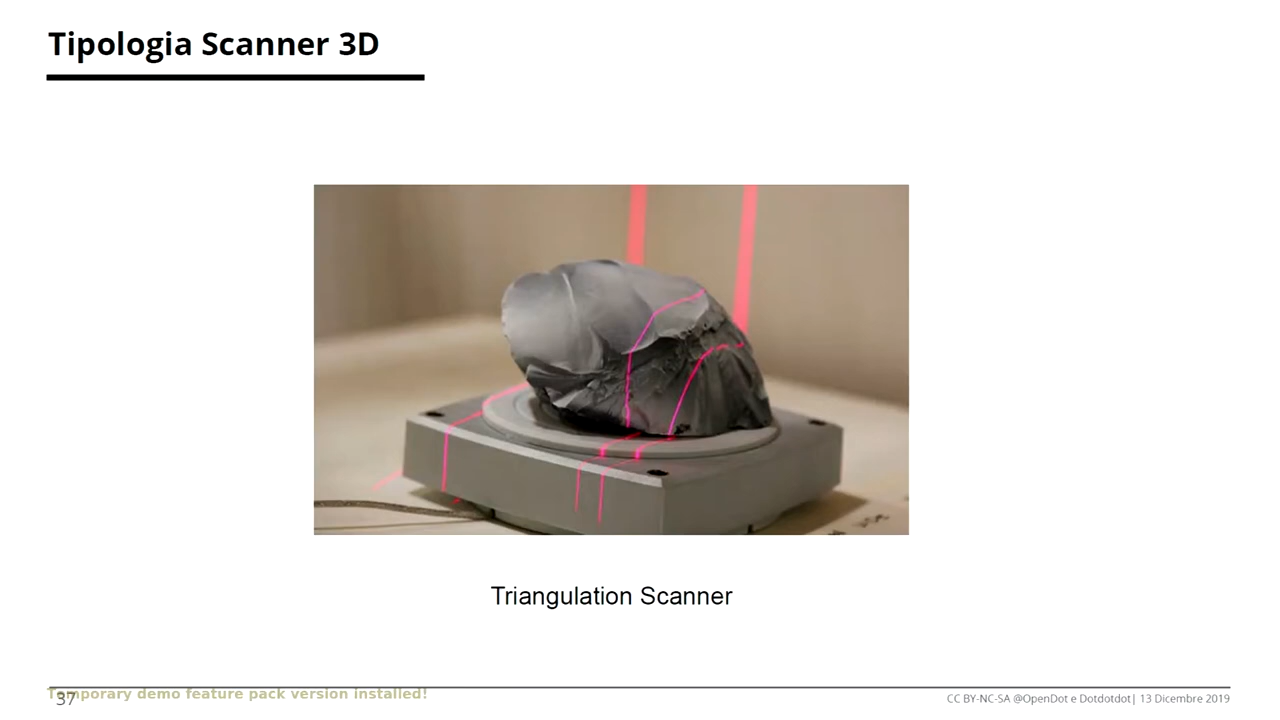 Tipologia Scanner 3D
Triangulation Scanner
Temporary demo feature pack version installed!
37
CC BY-NC-SA @OpenDot e Dotdotdot| 13 Dicembre 2019